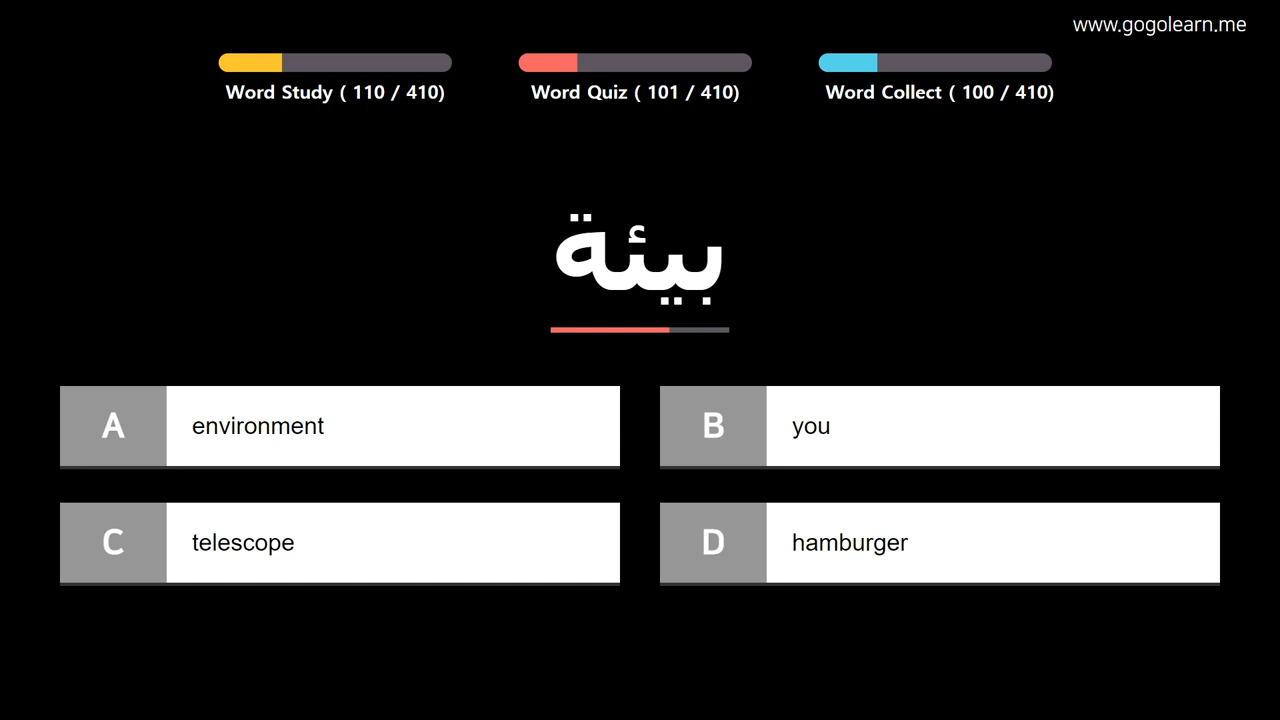 www.gogolearn.me
Word Study ( 110 / 410)
Word Quiz ( 101 / 410)
Word Collect ( 100 / 410)
بيئة
A environment
B you
C telescope
D hamburger